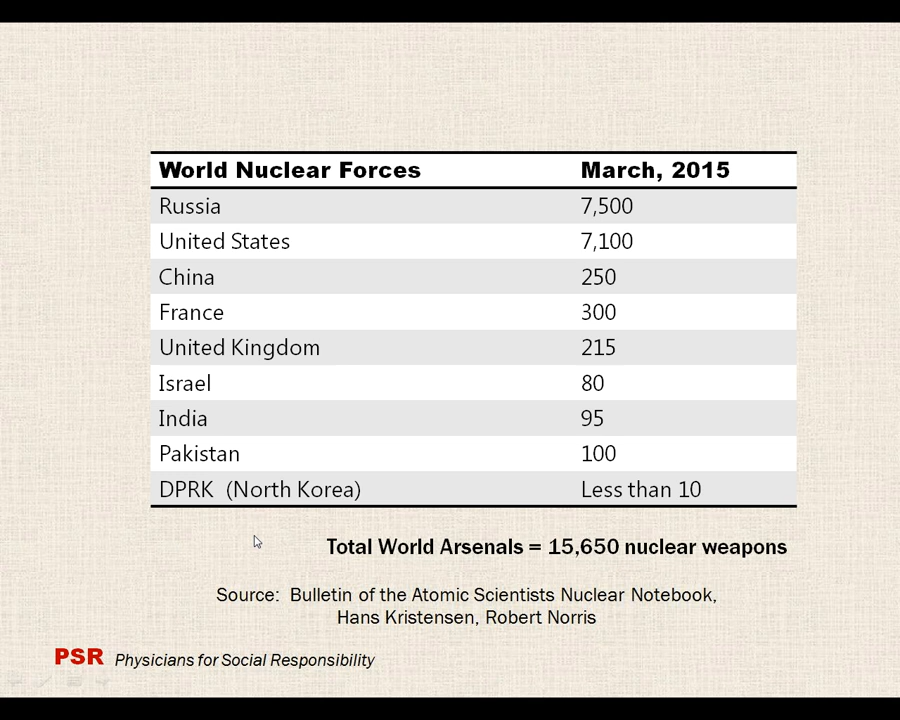 World Nuclear Forces March, 2015
Russia 7,500
United States 7,100
China 250
France 300
United Kingdom 215
Israel 80
India 95
Pakistan 100
DPRK (North Korea) Less than 10
Total World Arsenals = 15,650 nuclear weapons
Source: Bulletin of the Atomic Scientists Nuclear Notebook,
Hans Kristensen, Robert Norris
PSR Physicians for Social Responsibility